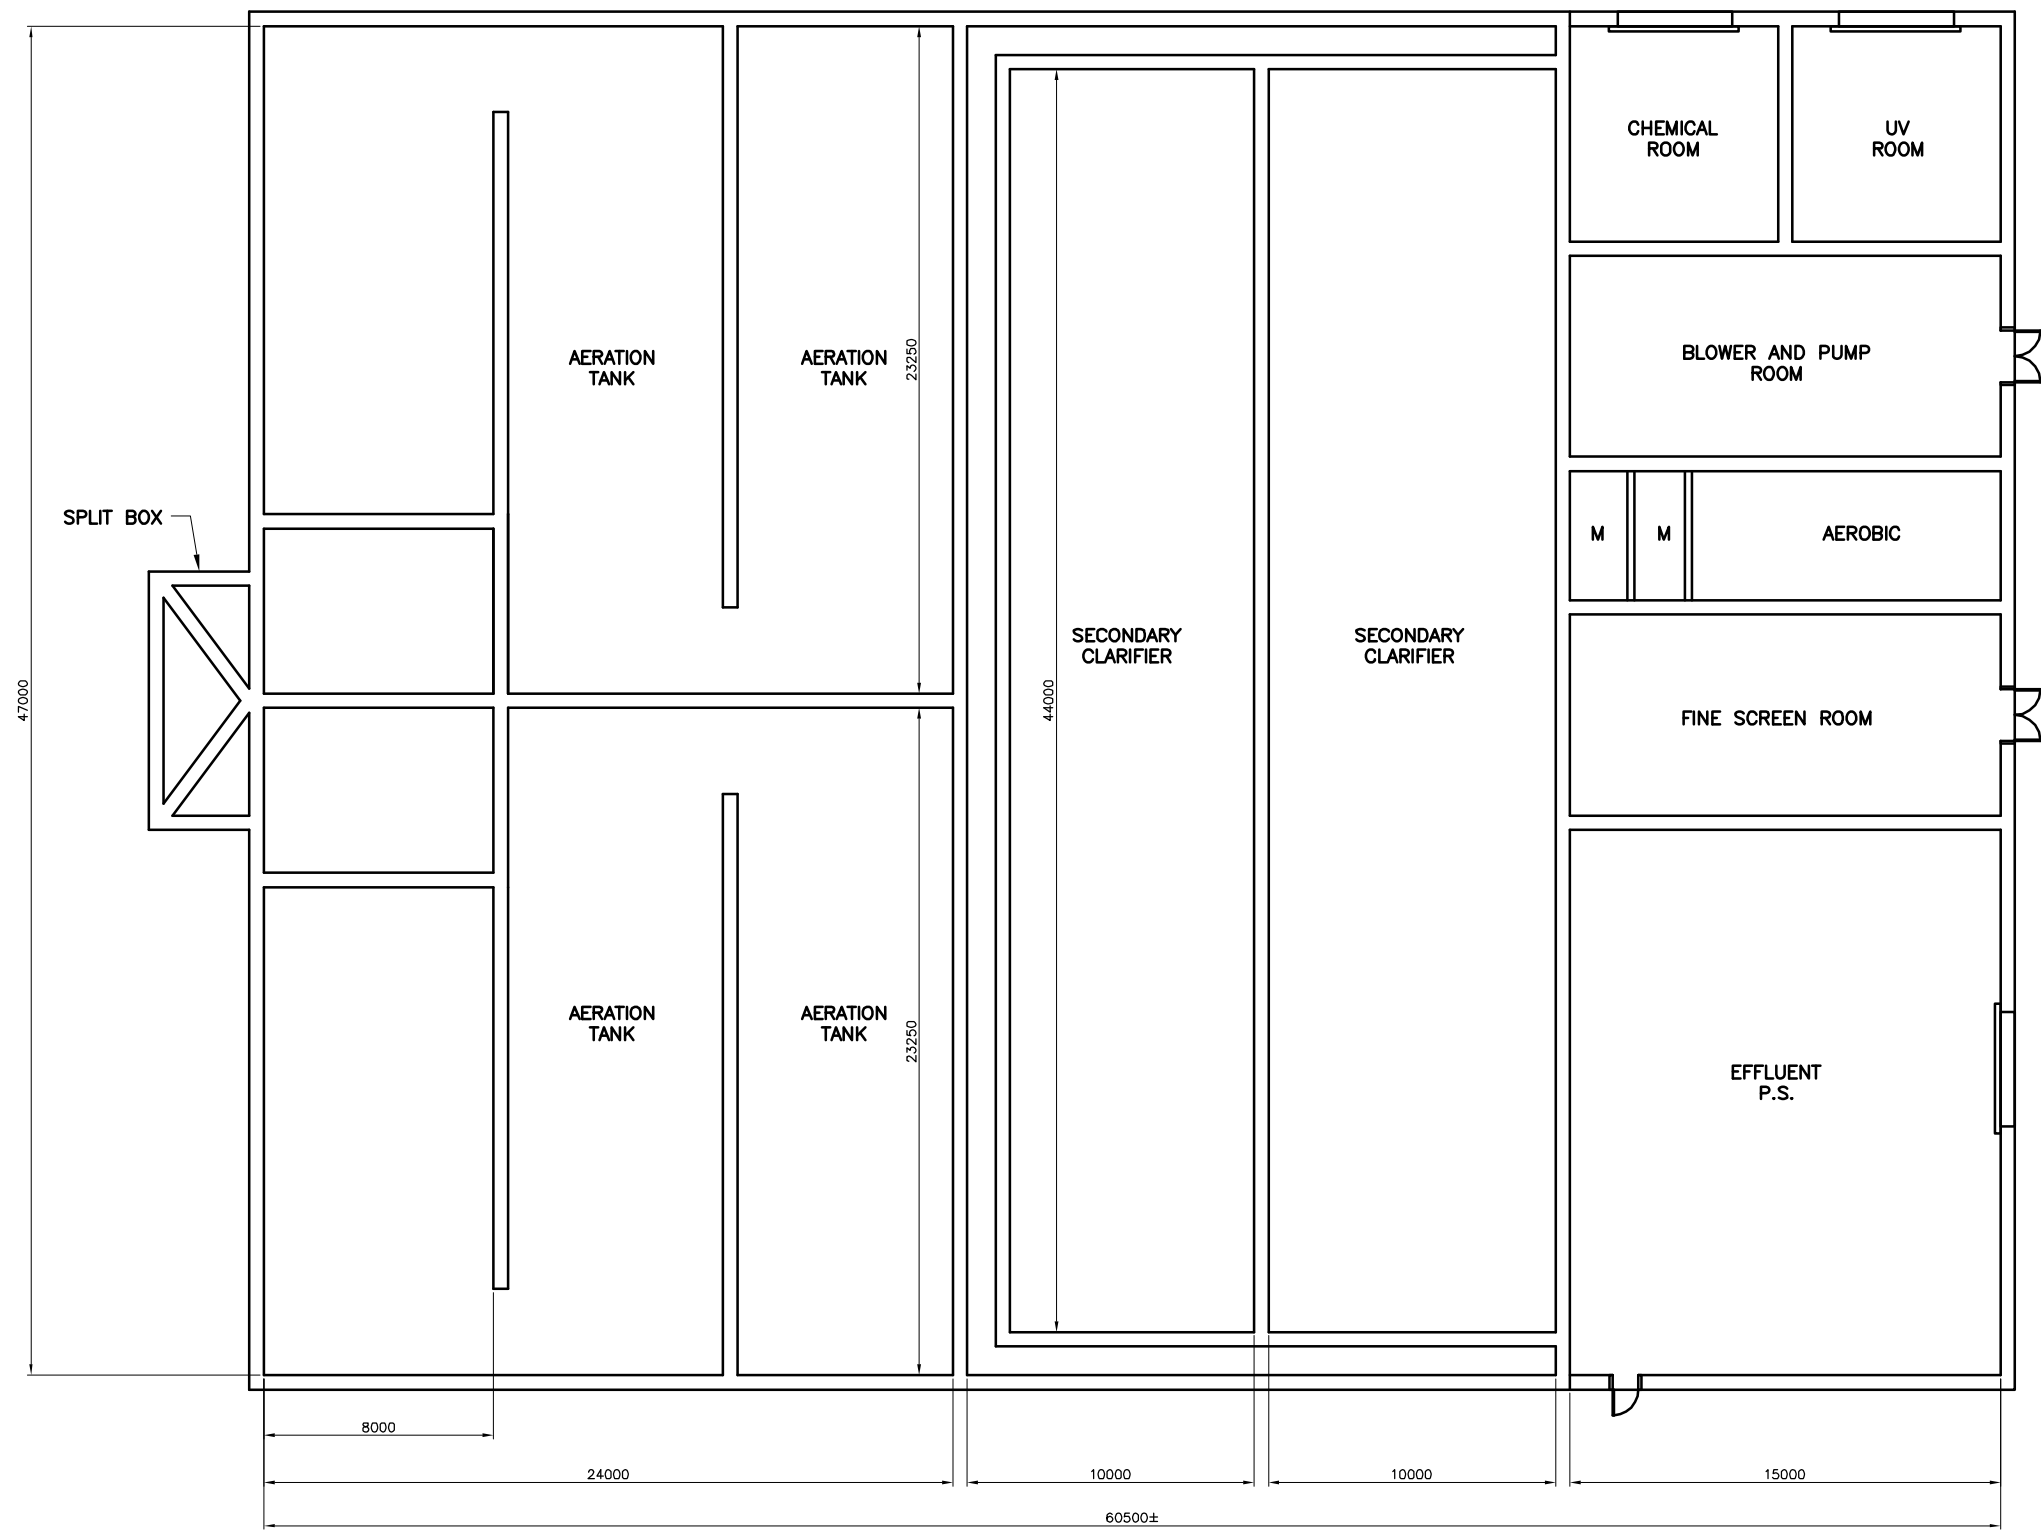 CHEMICAL
ROOM
UV
ROOM
AERATION
TANK
AERATION
TANK
23250
BLOWER AND PUMP
ROOM
SPLIT BOX
M
M
AEROBIC
SECONDARY
CLARIFIER
SECONDARY
CLARIFIER
47000
44000
FINE SCREEN ROOM
AERATION
TANK
AERATION
TANK
23250
EFFLUENT
P.S.
8000
24000
10000
10000
15000
60500±